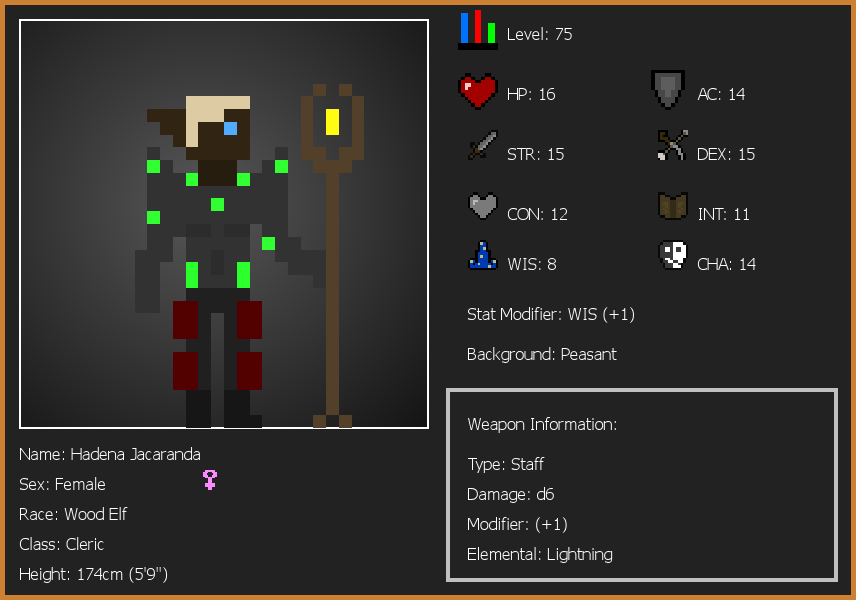 Level: 75
HP: 16
AC: 14
STR: 15
DEX: 15
CON: 12
INT: 11
WIS: 8
CHA: 14
Stat Modifier: WIS (+1)
Background: Peasant
Weapon Information:
Type: Staff
Damage: d6
Modifier: (+1)
Elemental: Lightning
Name: Hadena Jacaranda
Sex: Female
Race: Wood Elf
Class: Cleric
Height: 174cm (5'9")